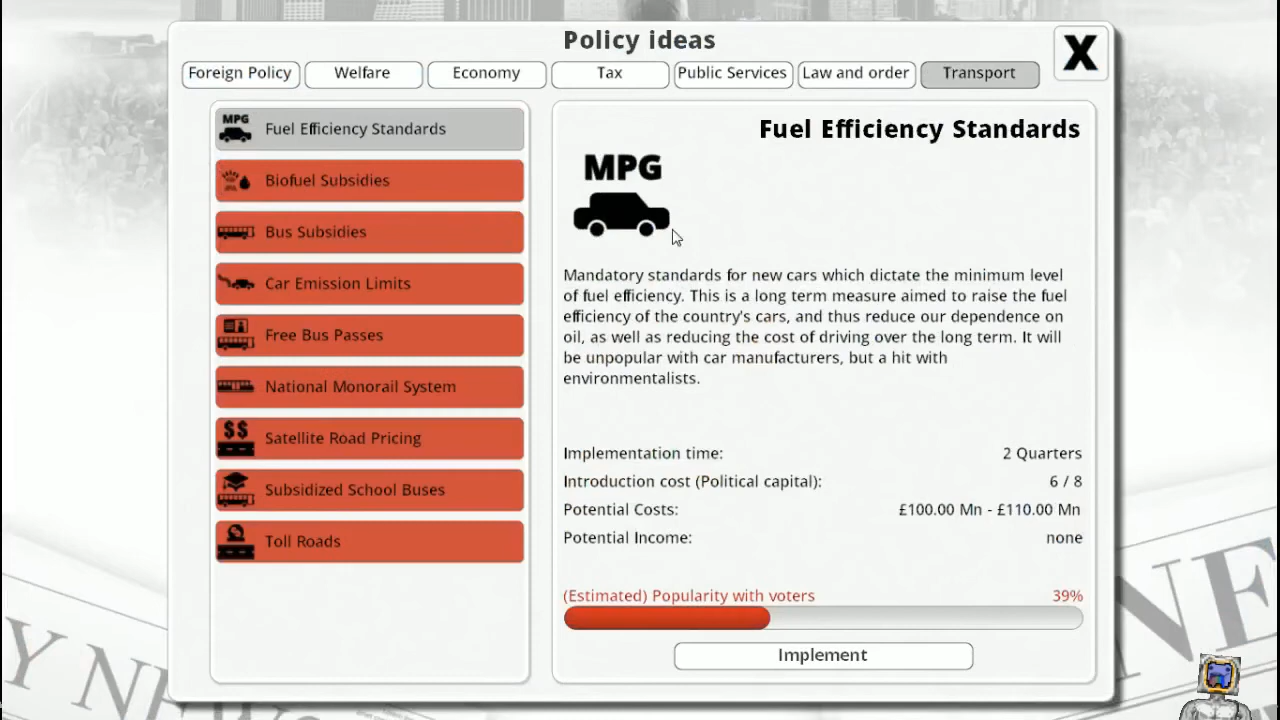 Policy ideas
X
Foreign Policy
Welfare
Economy
Tax
Public Services
Law and order
Transport
MPG
Fuel Efficiency Standards
Biofuel Subsidies
Bus Subsidies
Car Emission Limits
Free Bus Passes
National Monorail System
$$
Satellite Road Pricing
Subsidized School Buses
Toll Roads
Fuel Efficiency Standards
MPG
Mandatory standards for new cars which dictate the minimum level
of fuel efficiency. This is a long term measure aimed to raise the fuel
efficiency of the country's cars, and thus reduce our dependence on
oil, as well as reducing the cost of driving over the long term. It will
be unpopular with car manufacturers, but a hit with
environmentalists.
Implementation time: 2 Quarters
Introduction cost (Political capital): 6 / 8
Potential Costs: £100.00 Mn - £110.00 Mn
Potential Income: none
(Estimated) Popularity with voters 39%
Implement
Y NEWS
NE